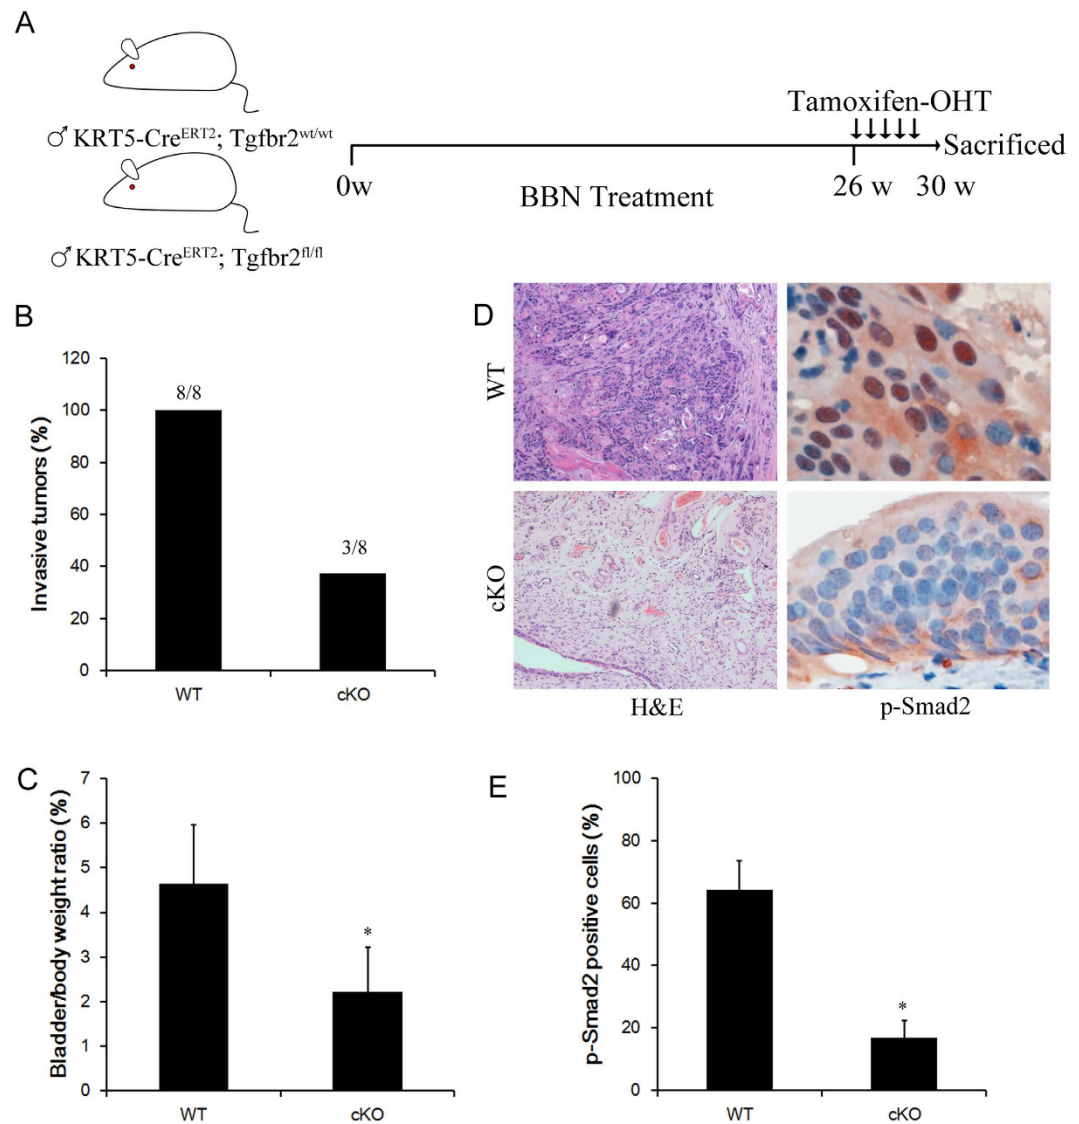 A
♂ KRT5-Cre^ERT2; Tgfbr2^wt/wt
♂ KRT5-Cre^ERT2; Tgfbr2^fl/fl
Tamoxifen-OHT
Sacrificed
0w
26 w
30 w
BBN Treatment
B
Invasive tumors (%)
120
100
80
60
40
20
0
8/8
3/8
WT
cKO
D
WT
cKO
H&E
p-Smad2
C
Bladder/body weight ratio (%)
7
6
5
4
3
2
1
0
*
WT
cKO
E
p-Smad2 positive cells (%)
100
80
60
40
20
0
*
WT
cKO